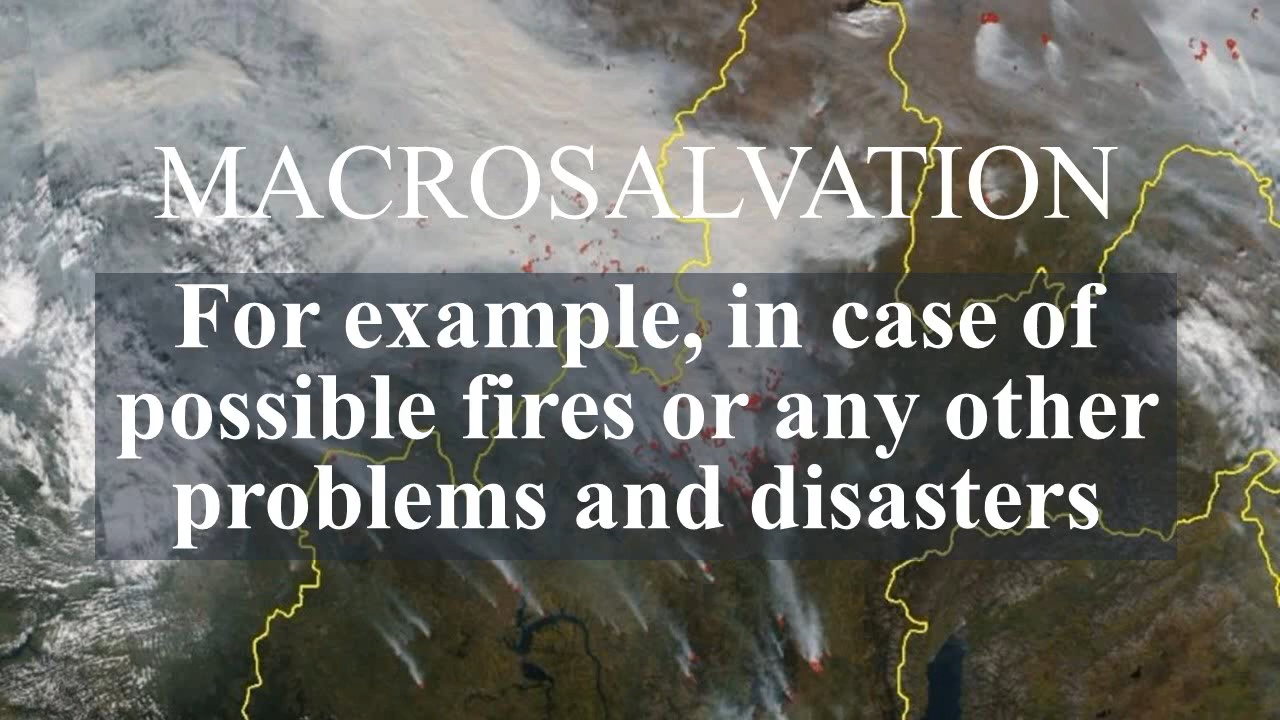 MACROSALVATION
For example, in case of
possible fires or any other
problems and disasters